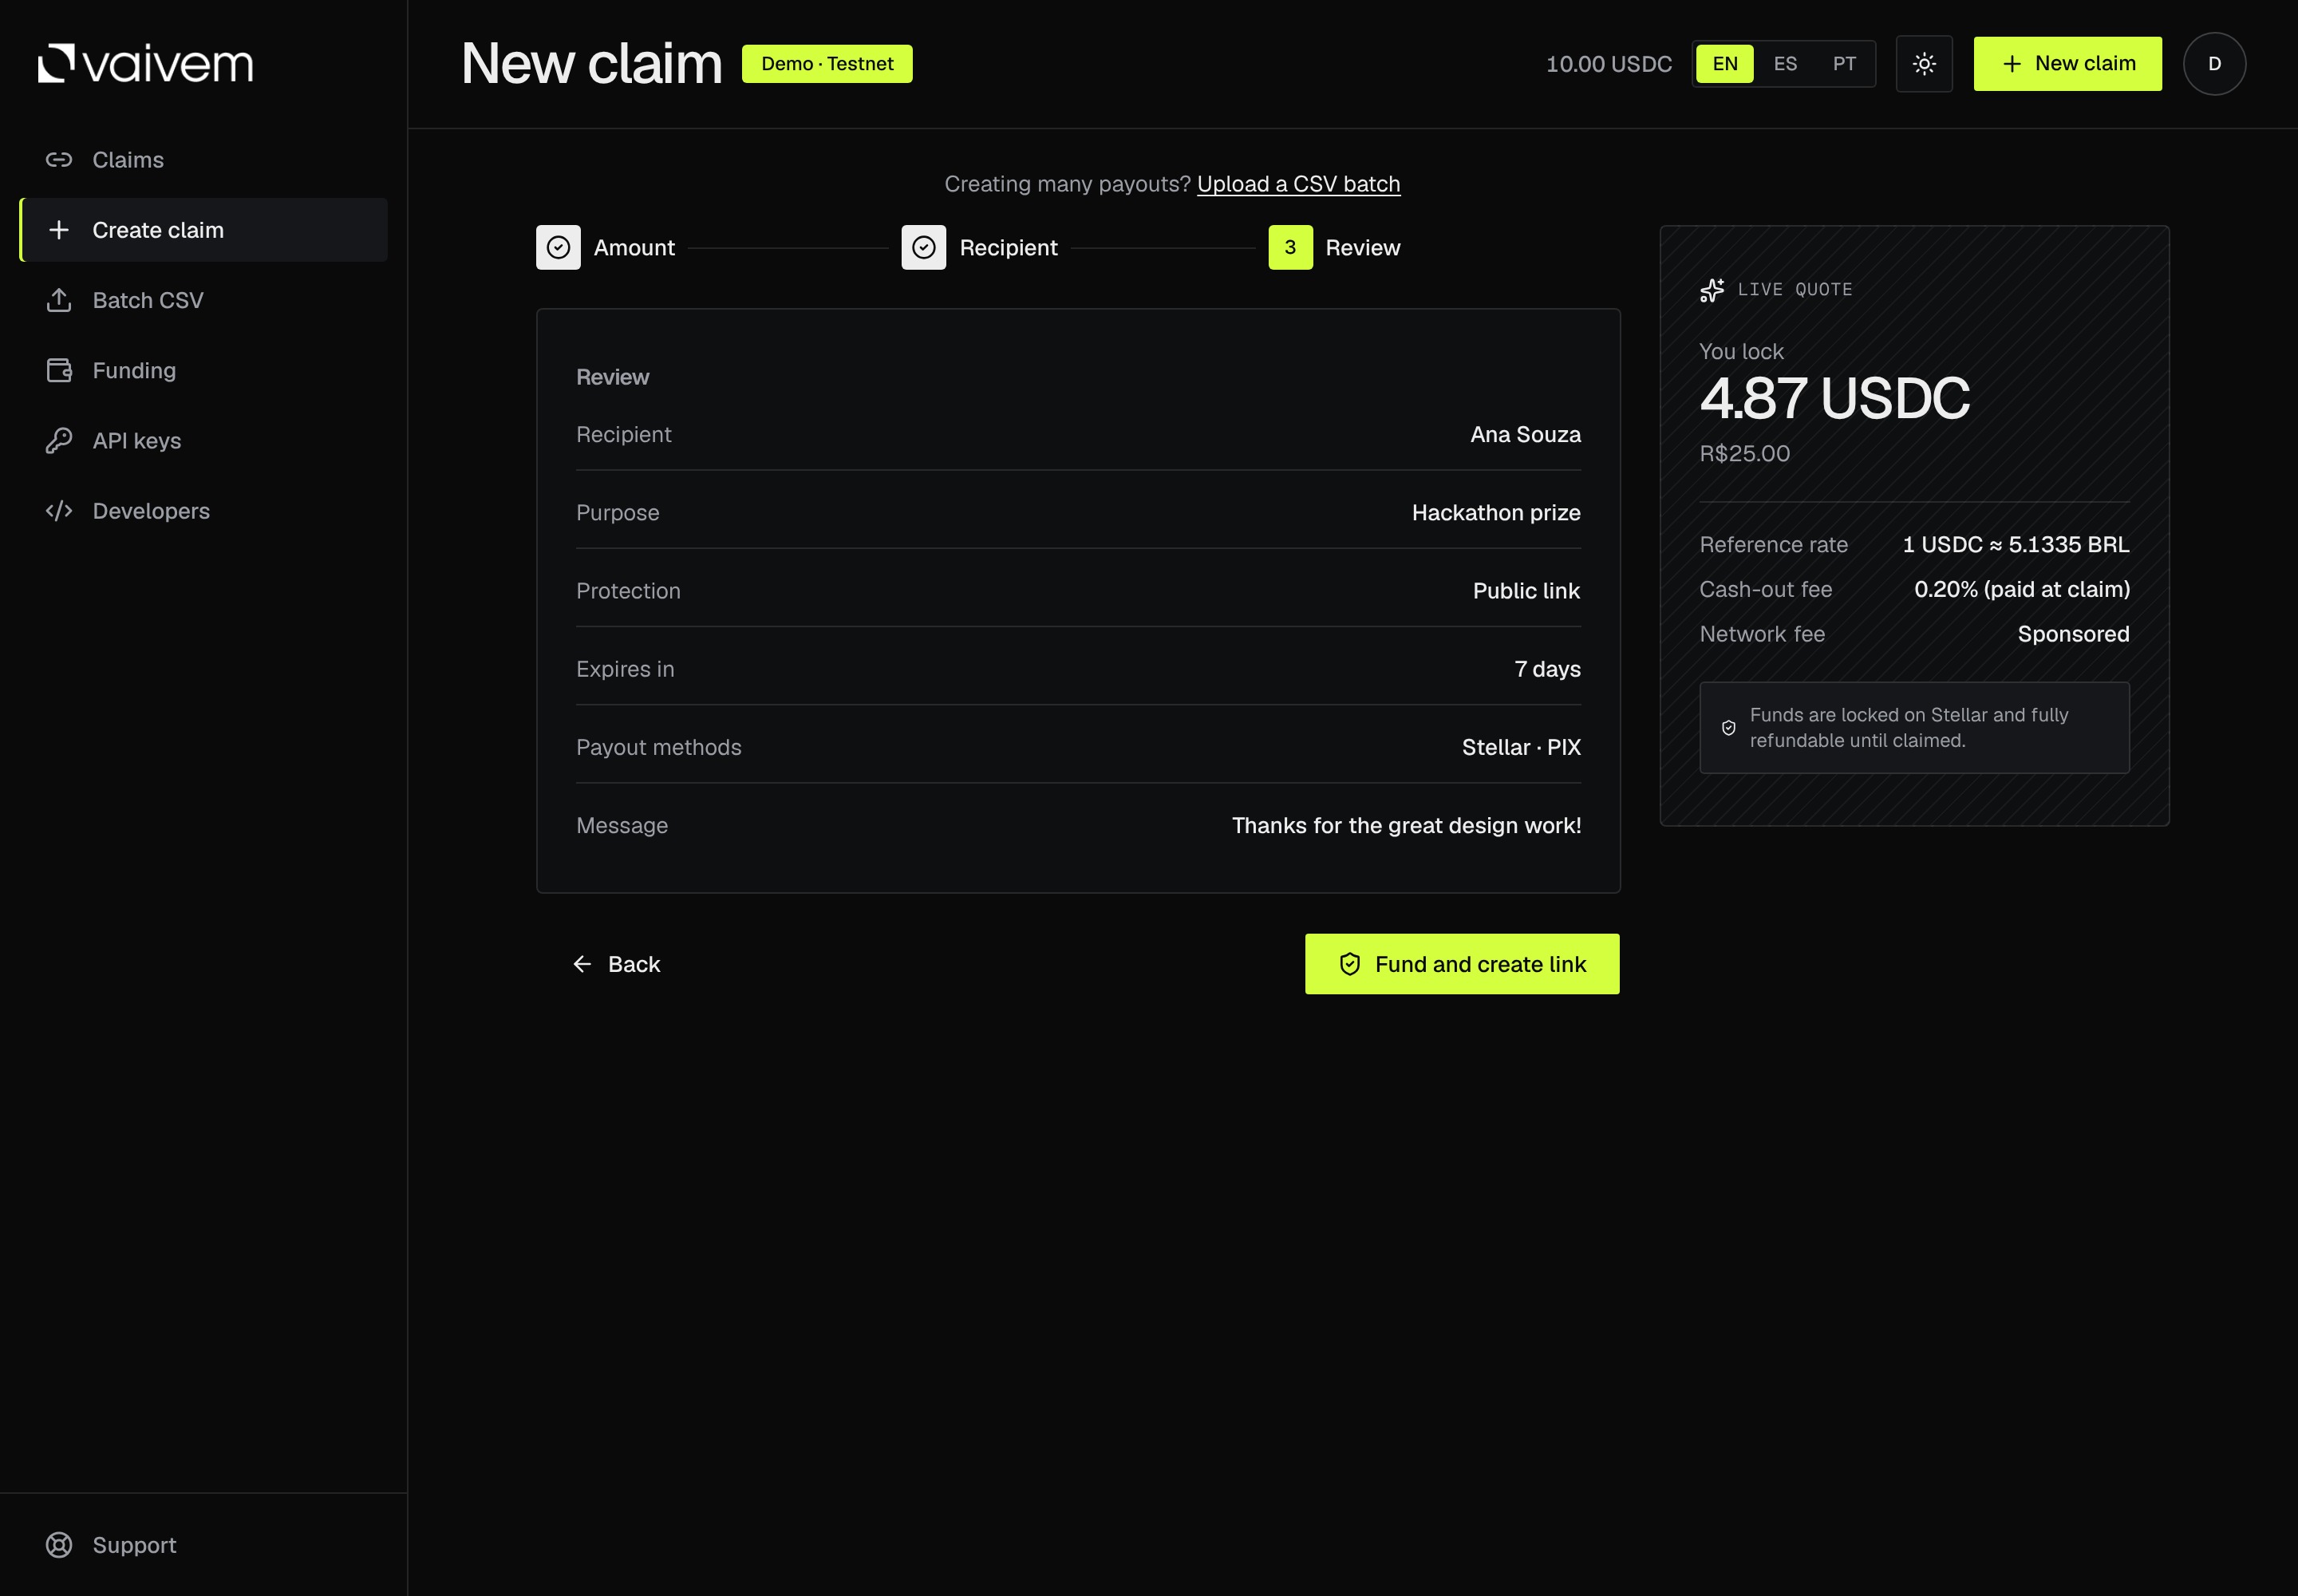 vaivem
New claim
Demo · Testnet
10.00 USDC
EN
ES
PT
New claim
D
Claims
Create claim
Batch CSV
Funding
API keys
Developers
Support
Creating many payouts? Upload a CSV batch
Amount
Recipient
3
Review
Review
Recipient Ana Souza
Purpose Hackathon prize
Protection Public link
Expires in 7 days
Payout methods Stellar · PIX
Message Thanks for the great design work!
Back
Fund and create link
LIVE QUOTE
You lock
4.87 USDC
R$25.00
Reference rate 1 USDC ≈ 5.1335 BRL
Cash-out fee 0.20% (paid at claim)
Network fee Sponsored
Funds are locked on Stellar and fully
refundable until claimed.